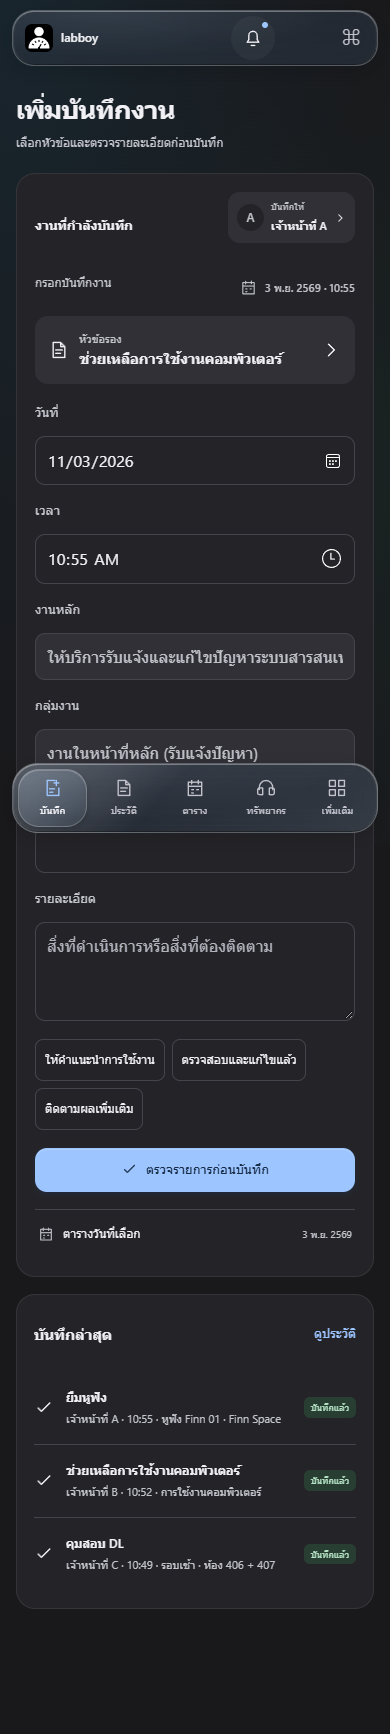 labboy
⌘
เพิ่มบันทึกงาน
เลือกหัวข้อและตรวจรายละเอียดก่อนบันทึก
งานที่กำลังบันทึก
A
บันทึกให้
เจ้าหน้าที่ A
กรอกบันทึกงาน
3 พ.ย. 2569 · 10:55
หัวข้อรอง
ช่วยเหลือการใช้งานคอมพิวเตอร์
วันที่
11/03/2026
เวลา
10:55 AM
งานหลัก
ให้บริการรับแจ้งและแก้ไขปัญหาระบบสารสนเท
กลุ่มงาน
งานในหน้าที่หลัก (รับแจ้งปัญหา)
บันทึก
ประวัติ
ตาราง
ทรัพยากร
เพิ่มเติม
รายละเอียด
สิ่งที่ดำเนินการหรือสิ่งที่ต้องติดตาม
ให้คำแนะนำการใช้งาน
ตรวจสอบและแก้ไขแล้ว
ติดตามผลเพิ่มเติม
ตรวจรายการก่อนบันทึก
ตารางวันที่เลือก
3 พ.ย. 2569
บันทึกล่าสุด
ดูประวัติ
ยืมหูฟัง
เจ้าหน้าที่ A · 10:55 · หูฟัง Finn 01 · Finn Space
บันทึกแล้ว
ช่วยเหลือการใช้งานคอมพิวเตอร์
เจ้าหน้าที่ B · 10:52 · การใช้งานคอมพิวเตอร์
บันทึกแล้ว
คุมสอบ DL
เจ้าหน้าที่ C · 10:49 · รอบเช้า · ห้อง 406 + 407
บันทึกแล้ว